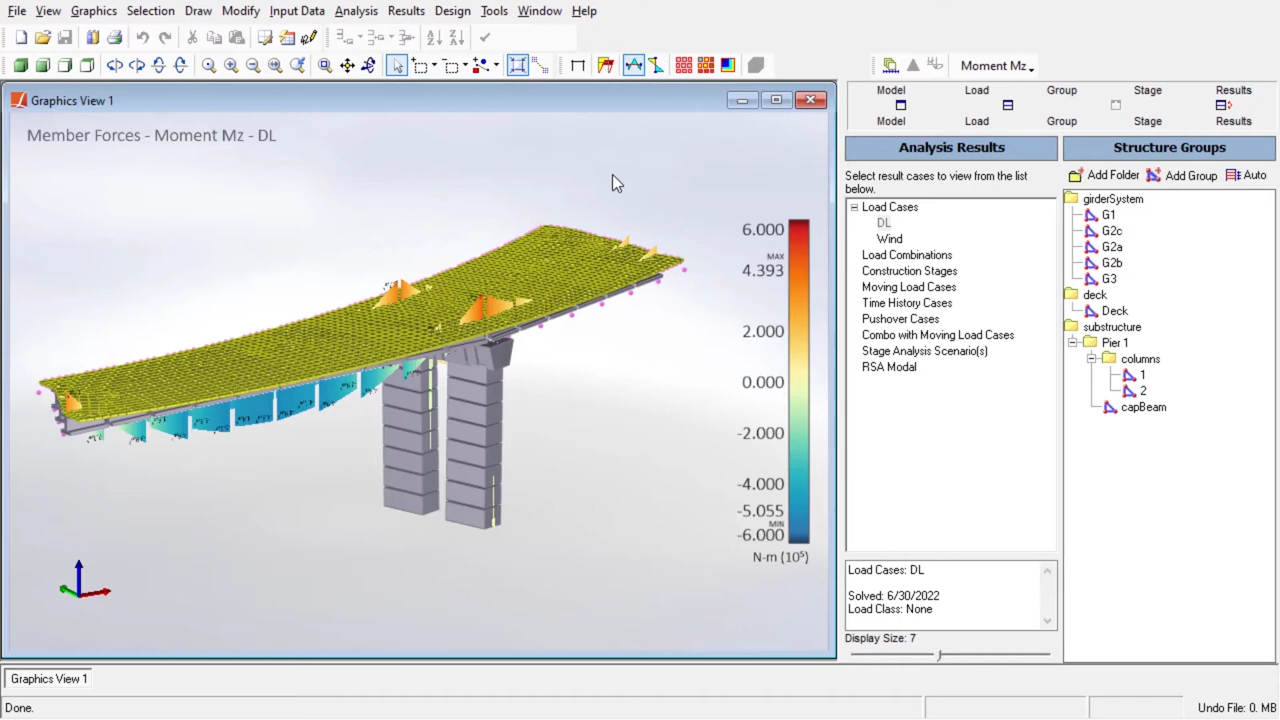 File View Graphics Selection Draw Modify Input Data Analysis Results Design Tools Window Help
Moment Mz
Graphics View 1
Member Forces - Moment Mz - DL
6.000
MAX
4.393
2.000
0.000
-2.000
-4.000
-5.055
MIN
-6.000
N-m (10⁵)
Model Load Group Stage Results
Model Load Group Stage Results
Analysis Results
Select result cases to view from the list
below.
Load Cases
DL
Wind
Load Combinations
Construction Stages
Moving Load Cases
Time History Cases
Pushover Cases
Combo with Moving Load Cases
Stage Analysis Scenario(s)
RSA Modal
Load Cases: DL
Solved: 6/30/2022
Load Class: None
Display Size: 7
Structure Groups
Add Folder Add Group Auto
girderSystem
G1
G2c
G2a
G2b
G3
deck
Deck
substructure
Pier 1
columns
1
2
capBeam
Graphics View 1
Done.
Undo File: 0. MB